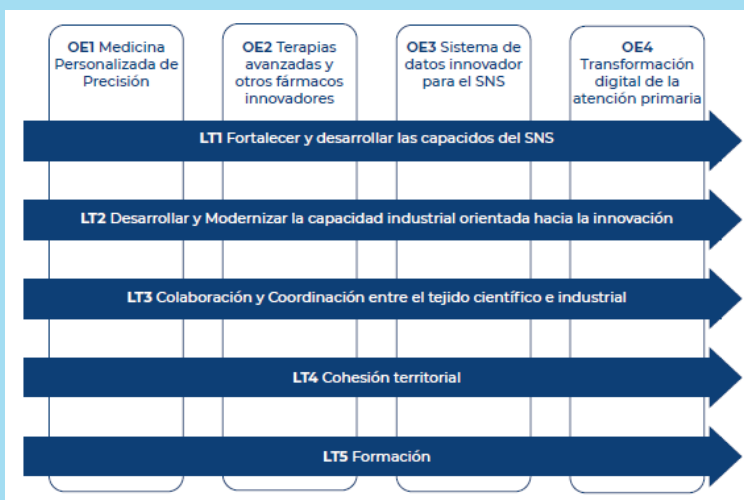 OE1 Medicina
Personalizada de
Precisión
OE2 Terapias
avanzadas y
otros fármacos
innovadores
OE3 Sistema de
datos innovador
para el SNS
OE4
Transformación
digital de la
atención primaria
LT1 Fortalecer y desarrollar las capacidos del SNS
LT2 Desarrollar y Modernizar la capacidad industrial orientada hacia la innovación
LT3 Colaboración y Coordinación entre el tejido científico e industrial
LT4 Cohesión territorial
LT5 Formación